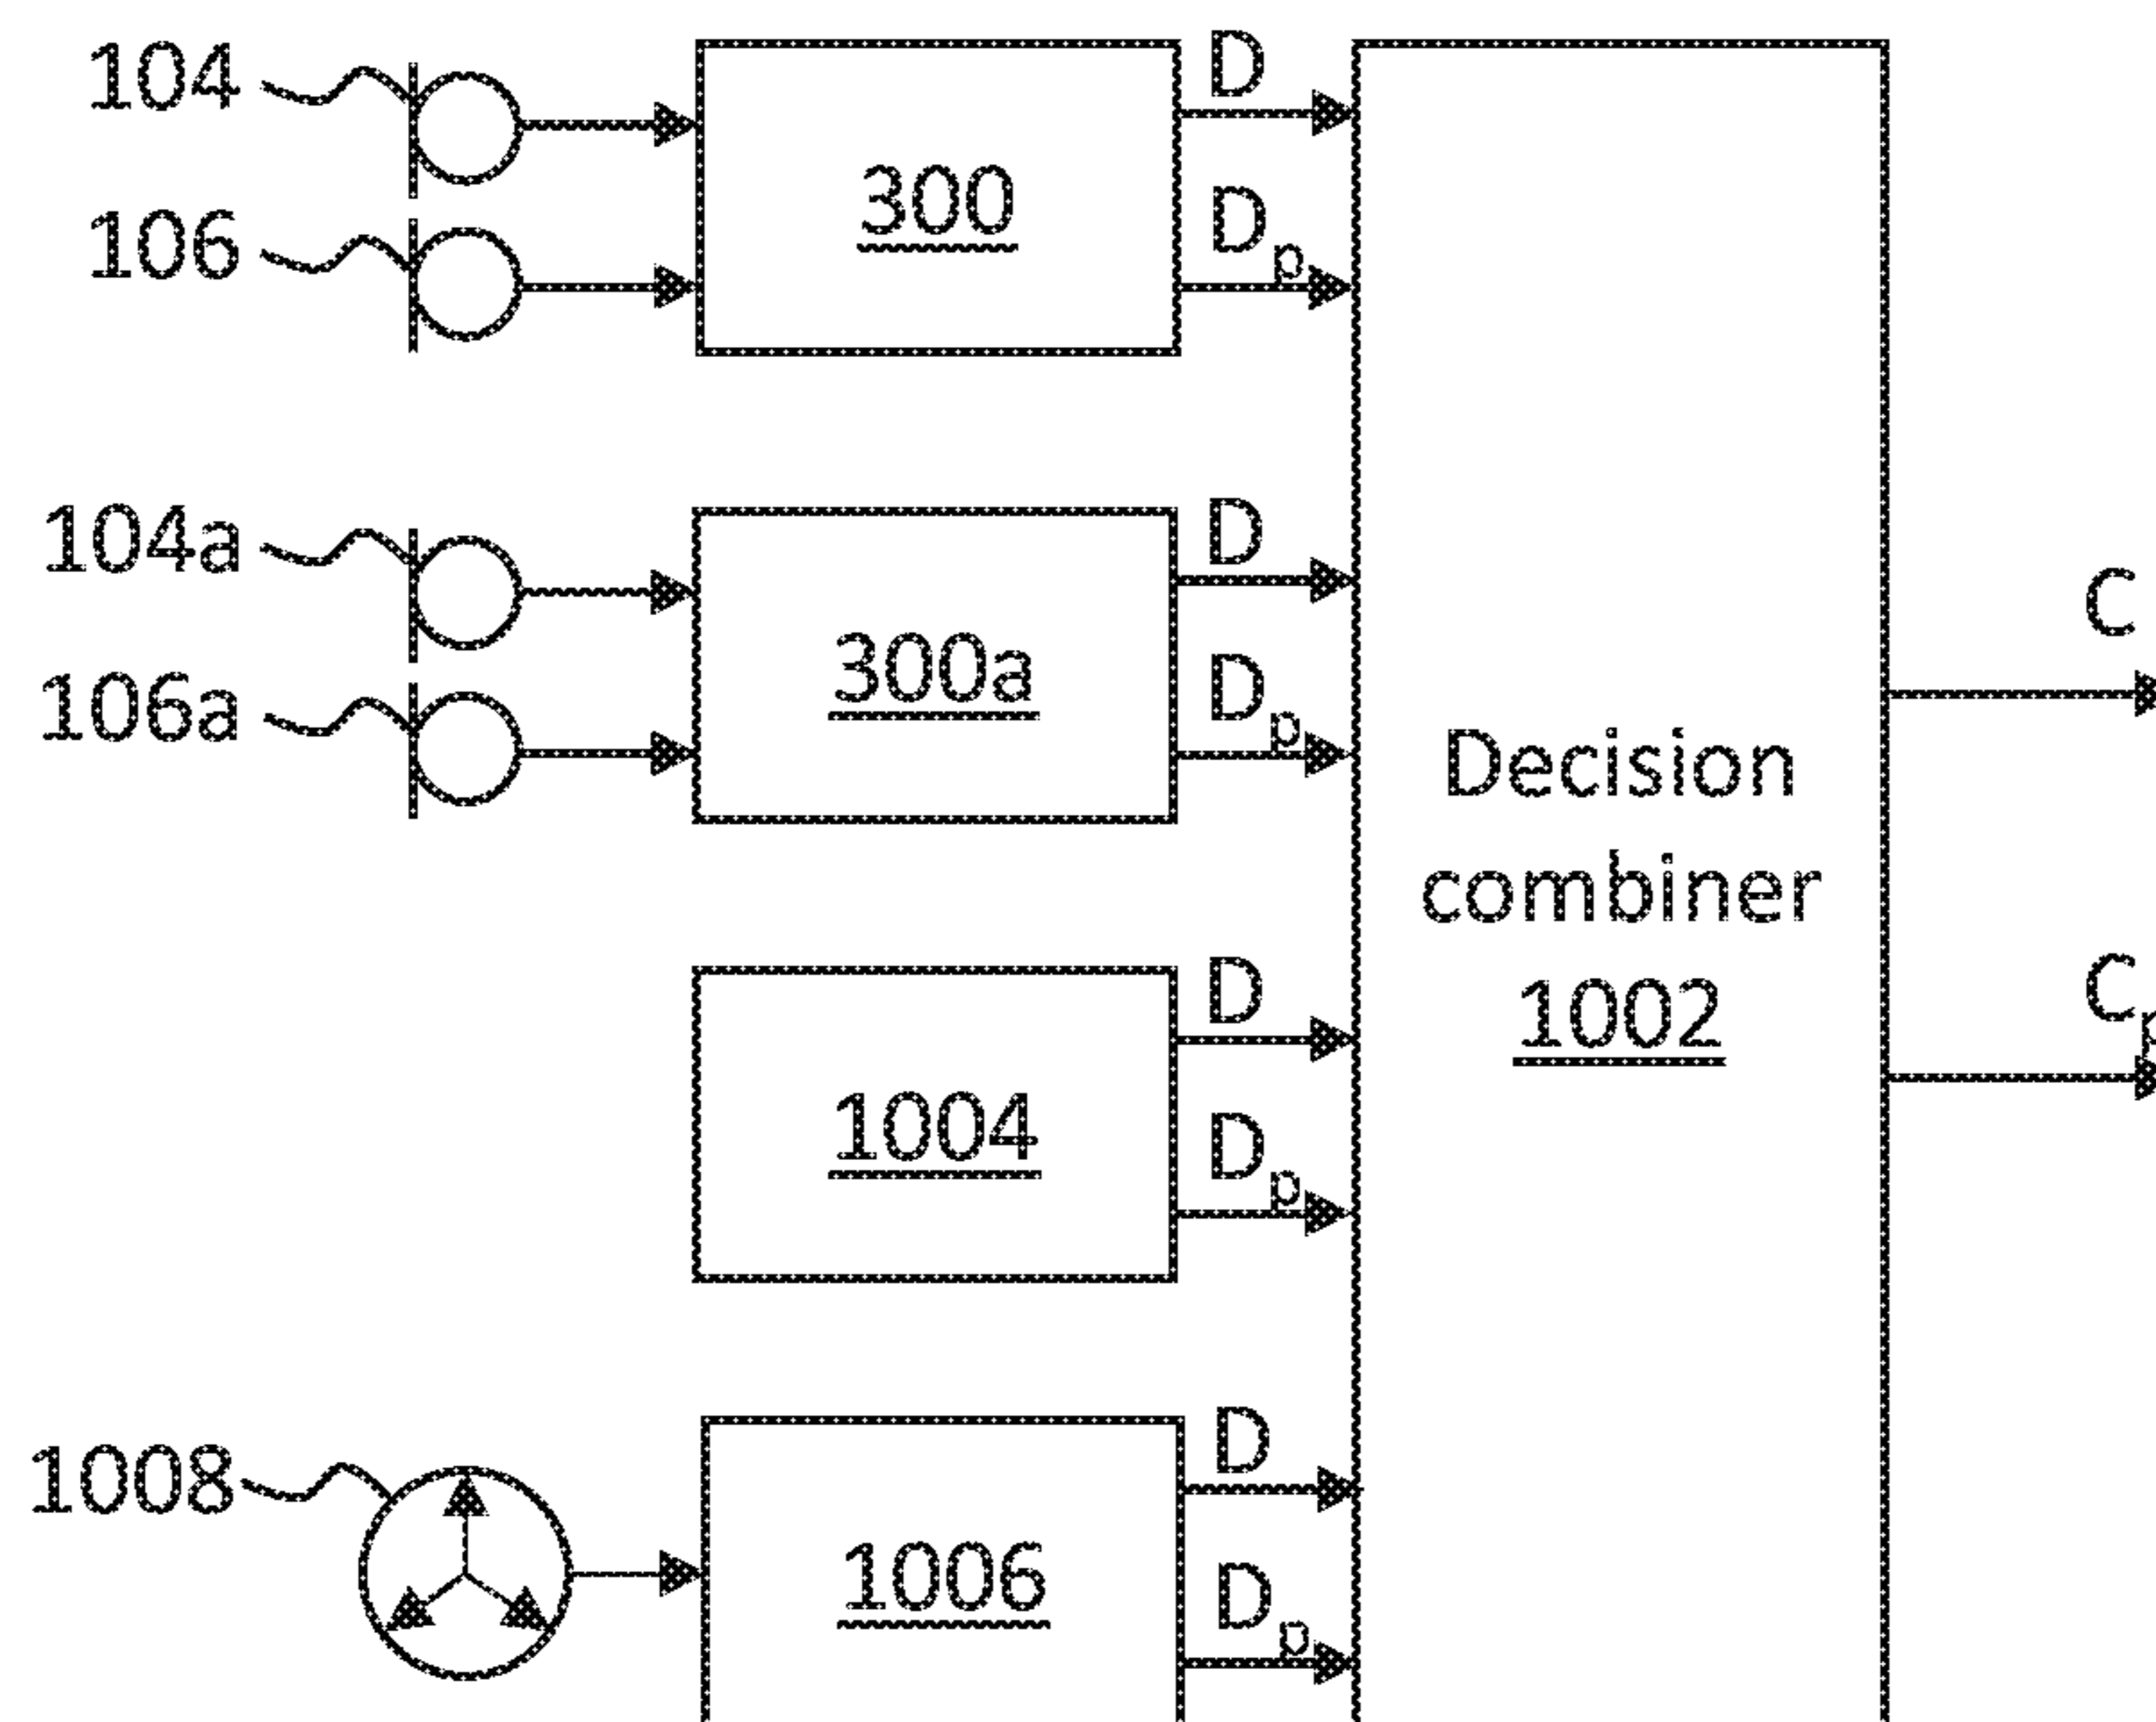 104
D
300
106
Dp
104a
D
300a
106a
Dp
C
Decision
combiner
1002
D
1004
Cp
Dp
1008
D
1006
Dp